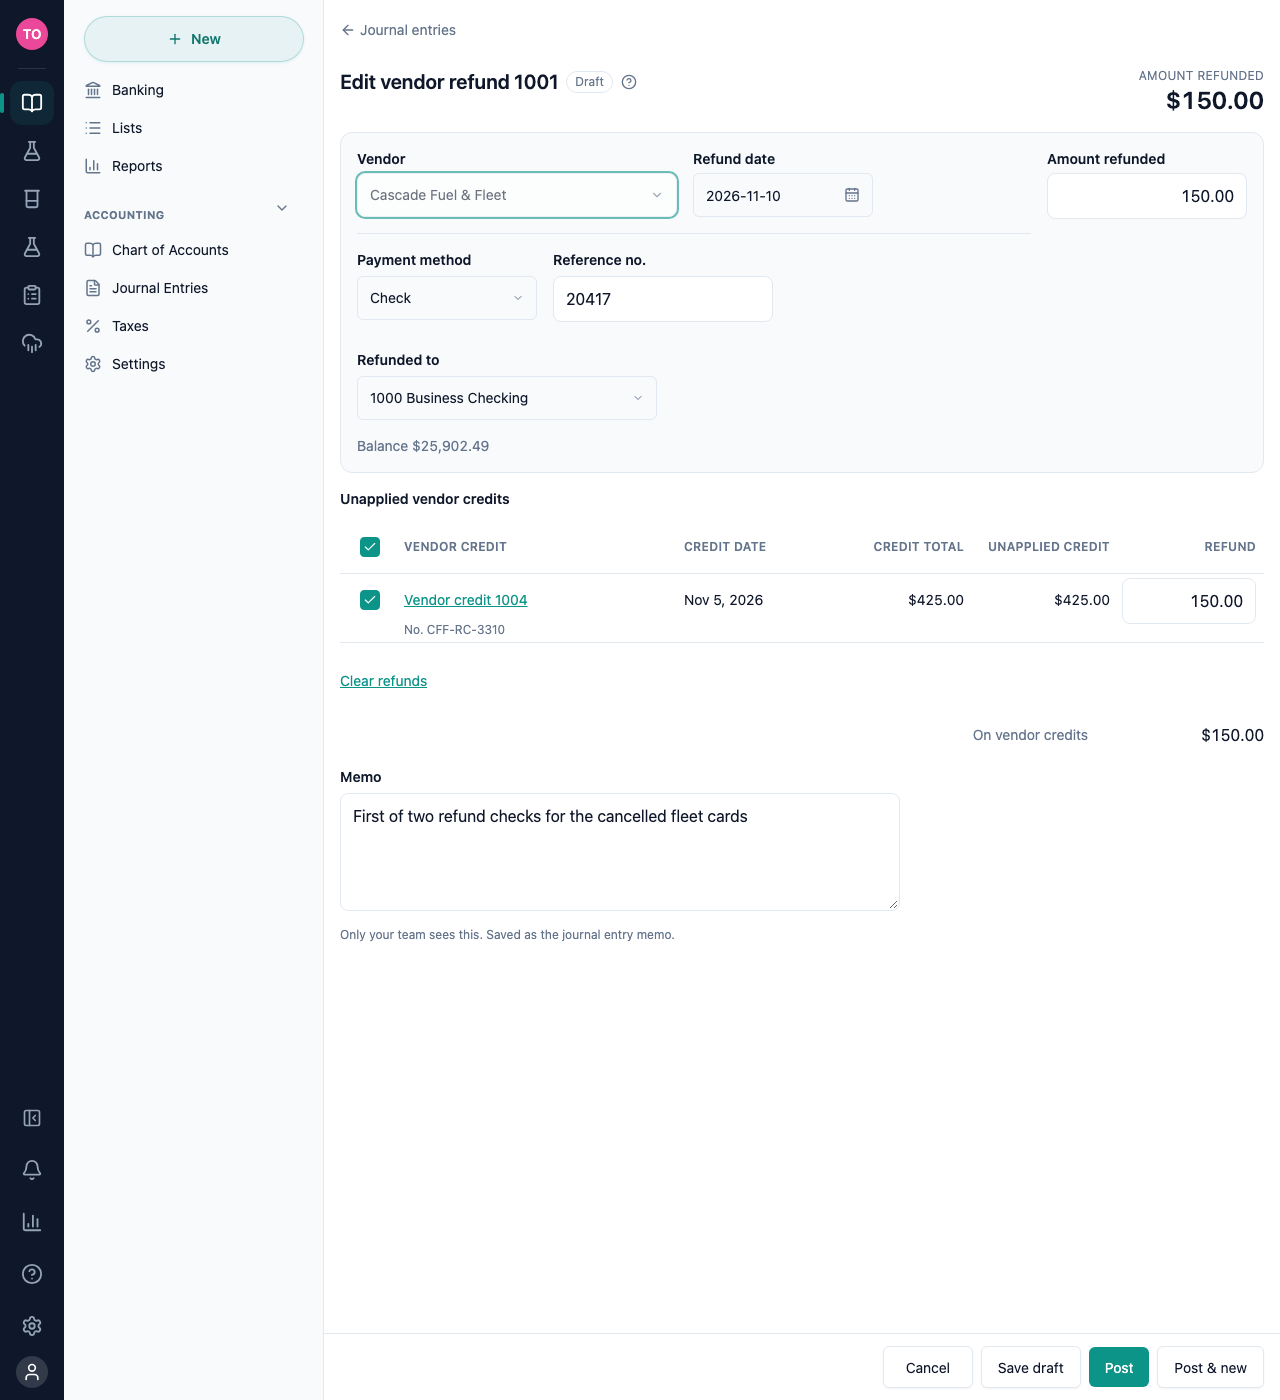 TO
New
Banking
Lists
Reports
ACCOUNTING
Chart of Accounts
Journal Entries
Taxes
Settings
Journal entries
Edit vendor refund 1001
Draft
AMOUNT REFUNDED
$150.00
Vendor
Refund date
Amount refunded
Cascade Fuel & Fleet
2026-11-10
150.00
Payment method
Reference no.
Check
20417
Refunded to
1000 Business Checking
Balance $25,902.49
Unapplied vendor credits
VENDOR CREDIT CREDIT DATE CREDIT TOTAL UNAPPLIED CREDIT REFUND
Vendor credit 1004 Nov 5, 2026 $425.00 $425.00 150.00
No. CFF-RC-3310
Clear refunds
On vendor credits $150.00
Memo
First of two refund checks for the cancelled fleet cards
Only your team sees this. Saved as the journal entry memo.
Cancel
Save draft
Post
Post & new